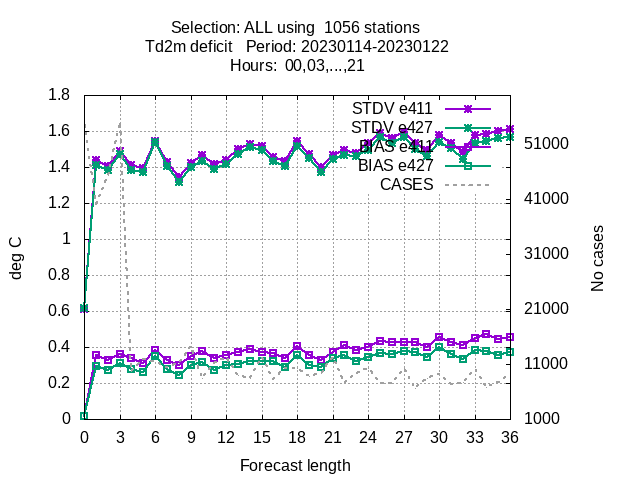 Selection: ALL using  1056 stations
Td2m deficit   Period: 20230114-20230122
Hours:  00,03,...,21
STDV e411
STDV e427
BIAS e411
BIAS e427
CASES
1.8
1.6
1.4
1.2
1
0.8
0.6
0.4
0.2
0
deg C
51000
41000
31000
21000
11000
1000
No cases
0 3 6 9 12 15 18 21 24 27 30 33 36
Forecast length